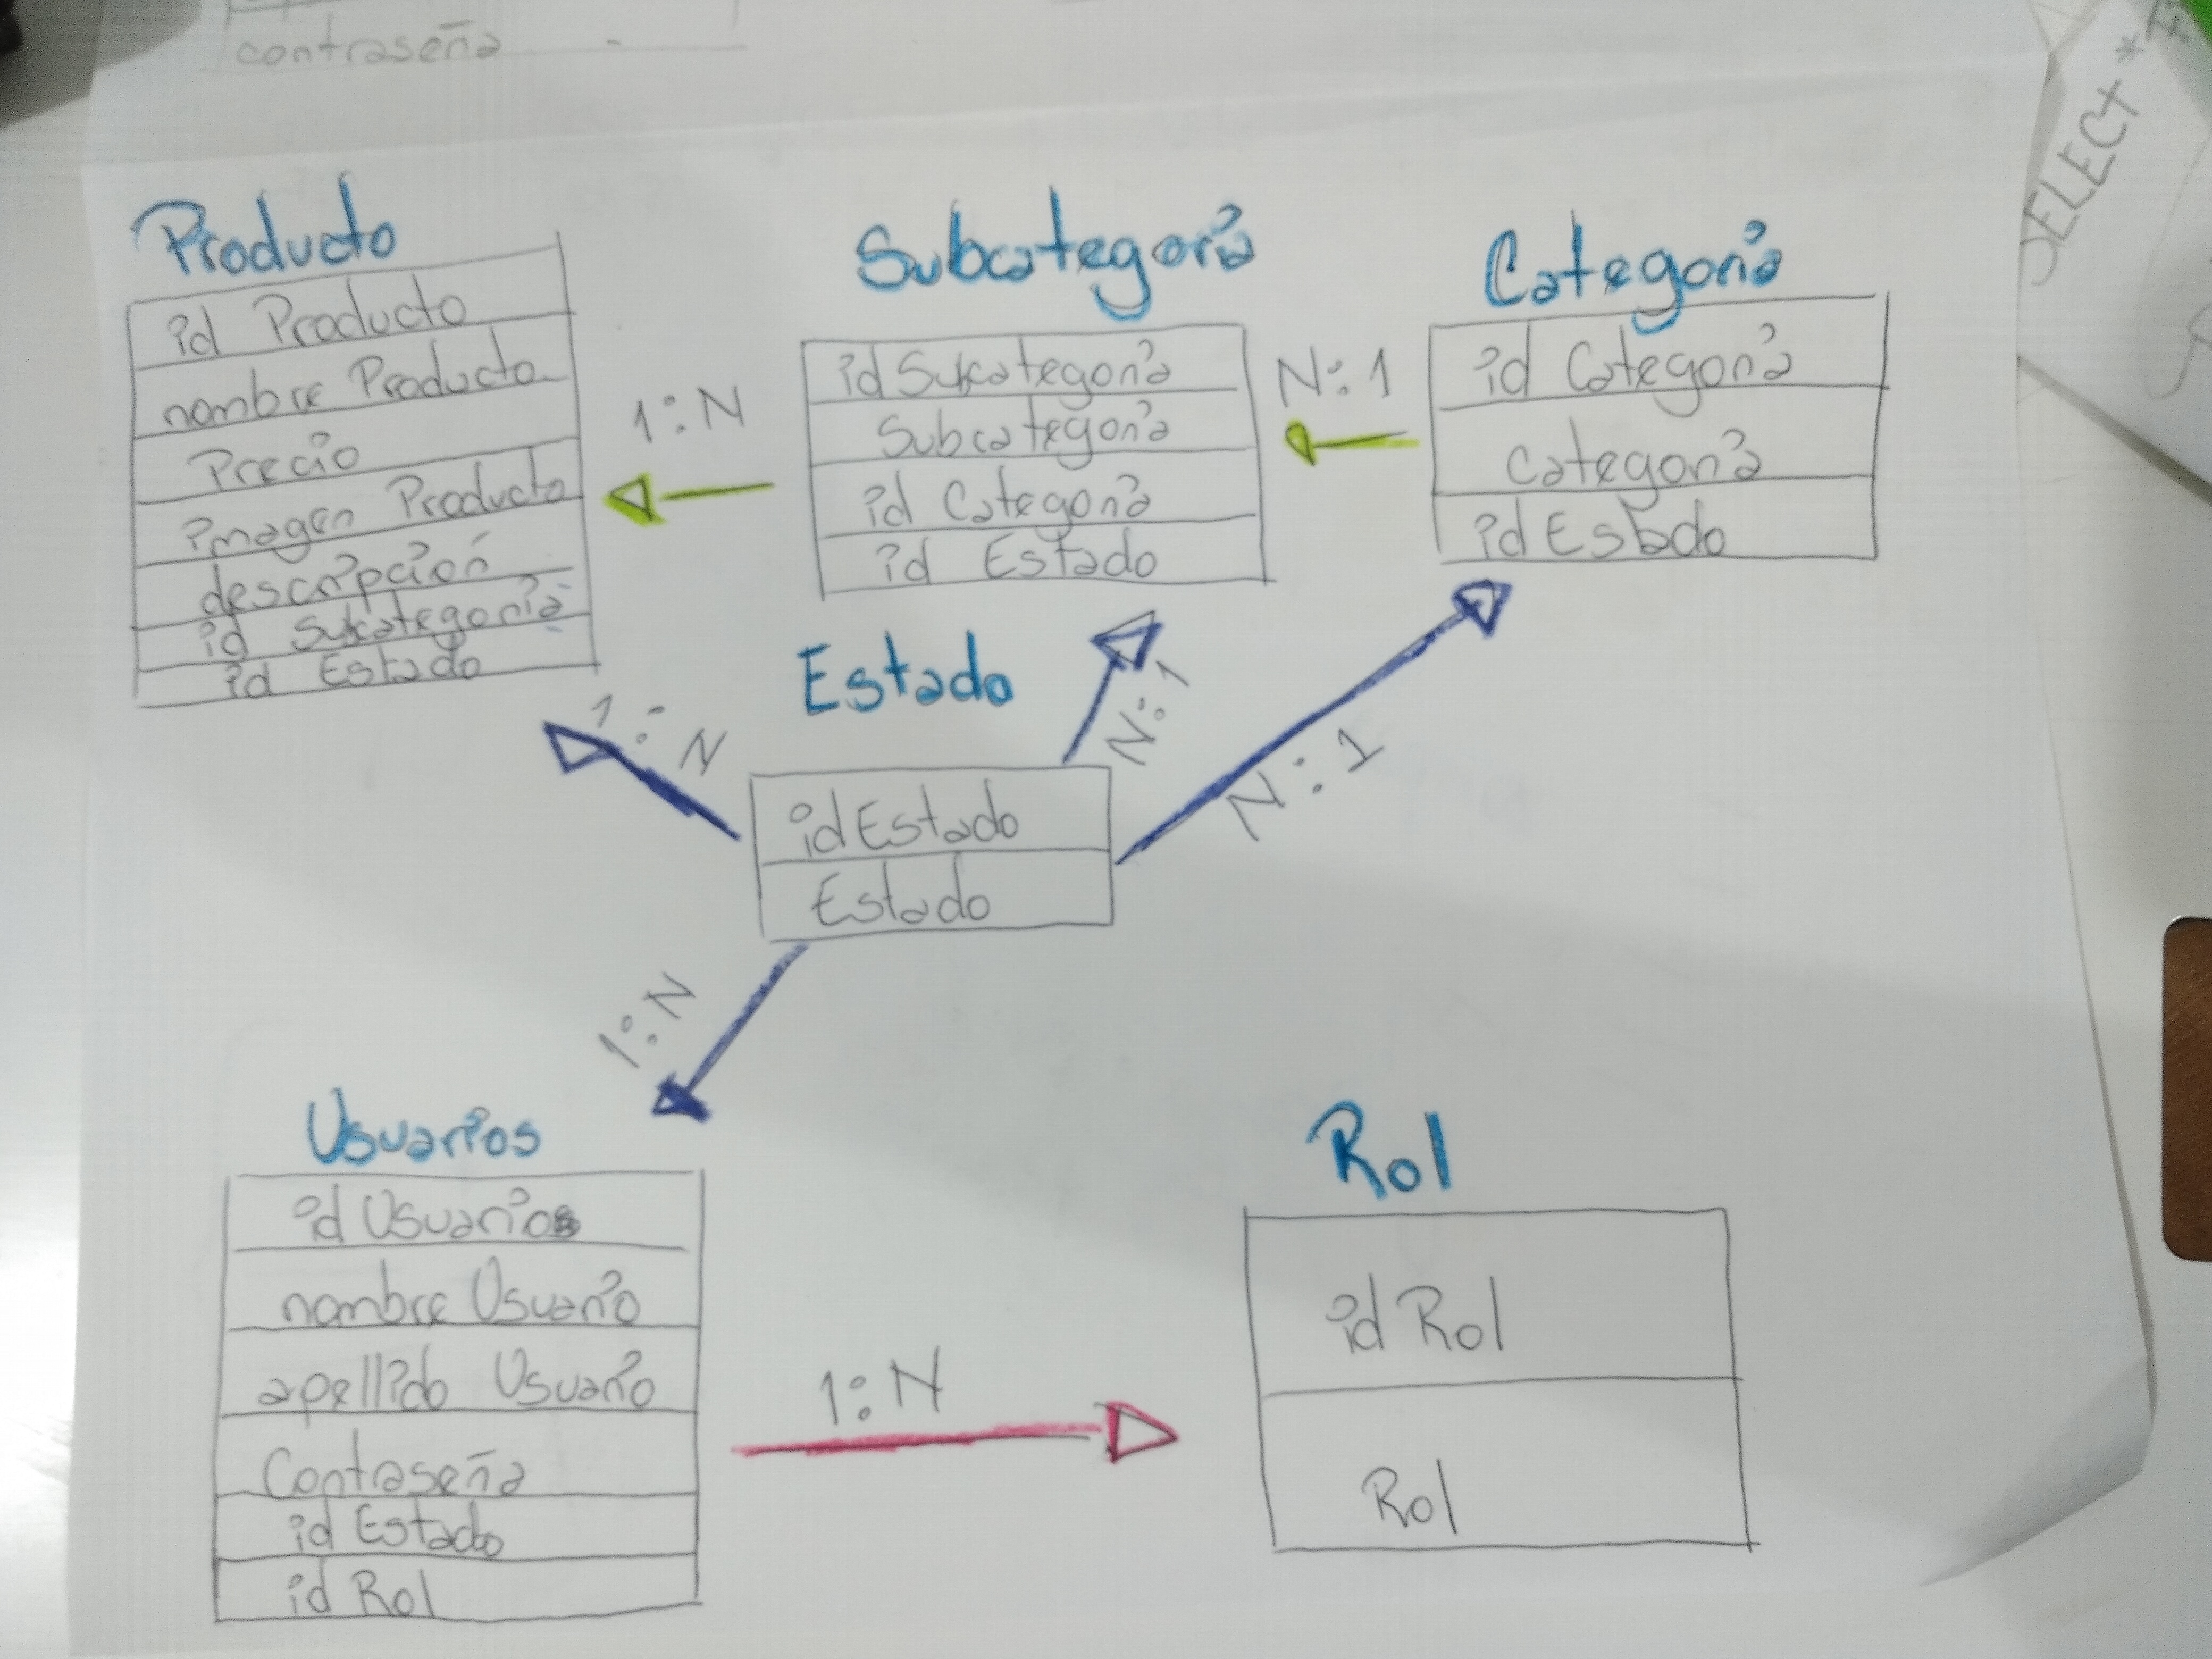 contraseña
SELECT *
Producto
id Producto
nombre Producto
Precio
imagen Producto
descripción
id Subcategoría
id Estado
1:N
Subcategoría
id Subcategoría
Subcategoría
id Categoría
id Estado
N:1
Categoría
id Categoría
Categoría
id Estado
Estado
id Estado
Estado
1:N
N:1
N:1
1:N
Usuarios
id Usuarios
nombre Usuario
apellido Usuario
Contraseña
id Estado
id Rol
1:N
Rol
id Rol
Rol